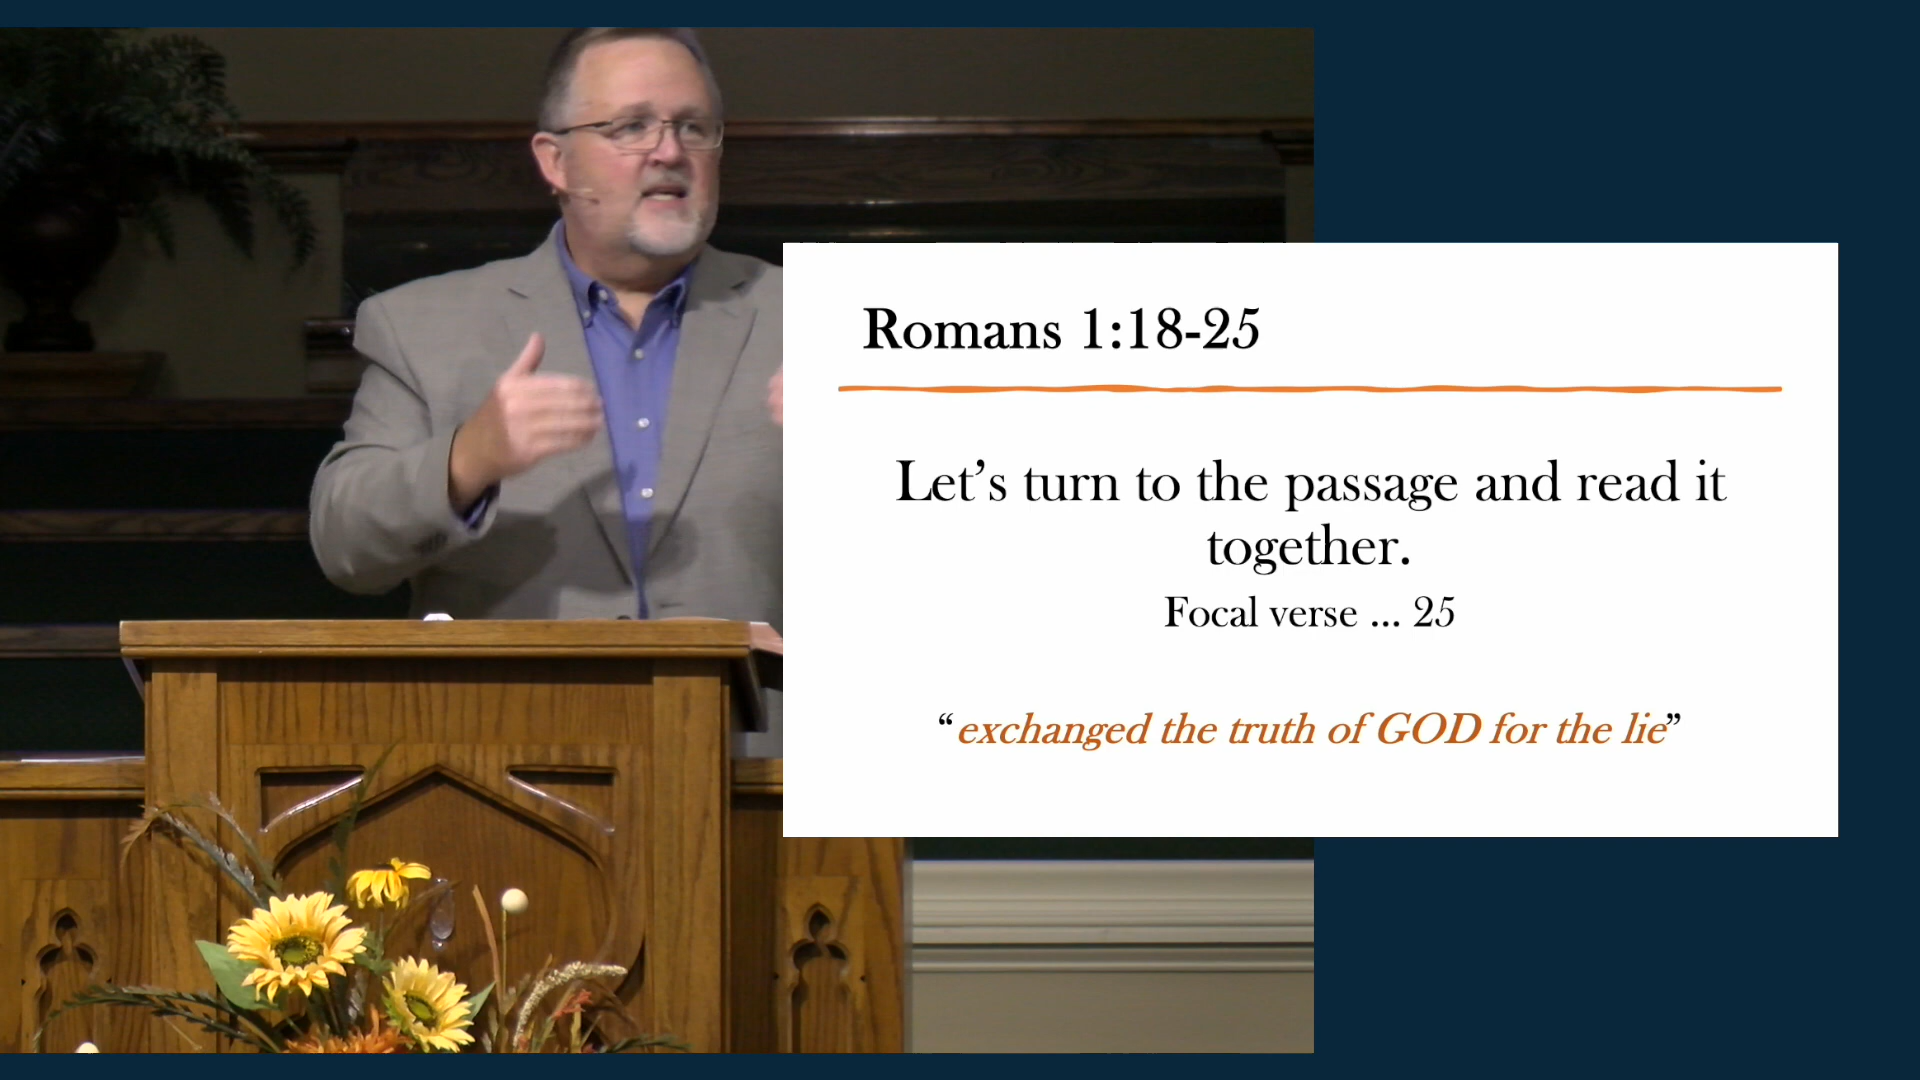 Romans 1:18-25
Let’s turn to the passage and read it
together.
Focal verse ... 25
“exchanged the truth of GOD for the lie”